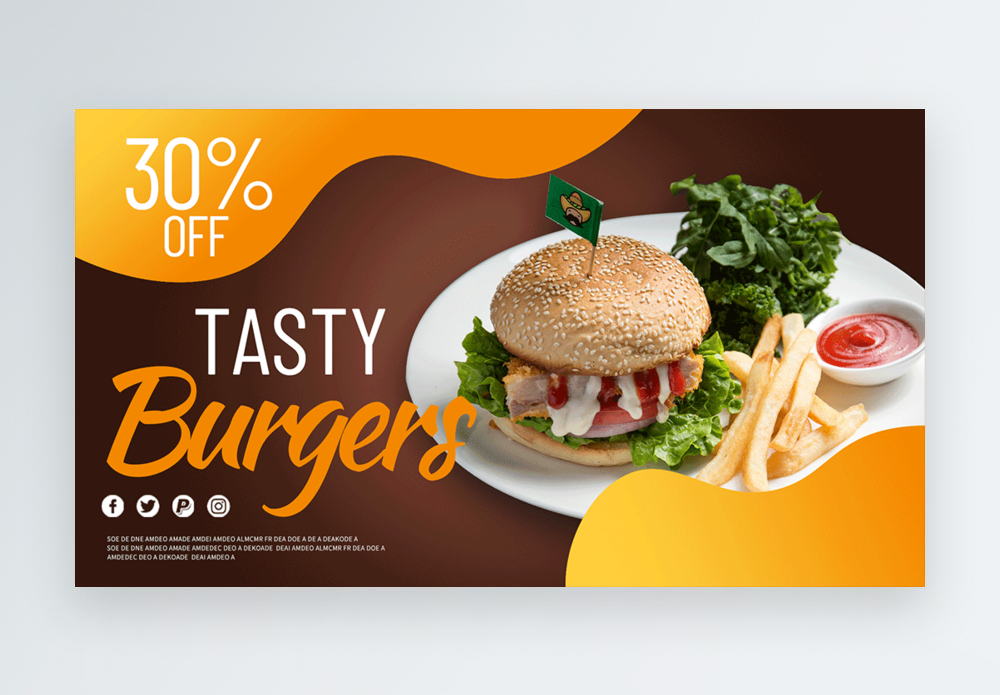 30%
OFF
TASTY
Burgers
SOE DE DNE AMDEO AMADE AMDEI AMDEO ALMCMR FR DEA DOE A DE A DEAKODE A
SOE DE DNE AMDEO AMADE AMDEDEC DEO A DEKOADE DEAI AMDEO ALMCMR FR DEA DOE A
AMDEDEC DEO A DEKOADE DEAI AMDEO A